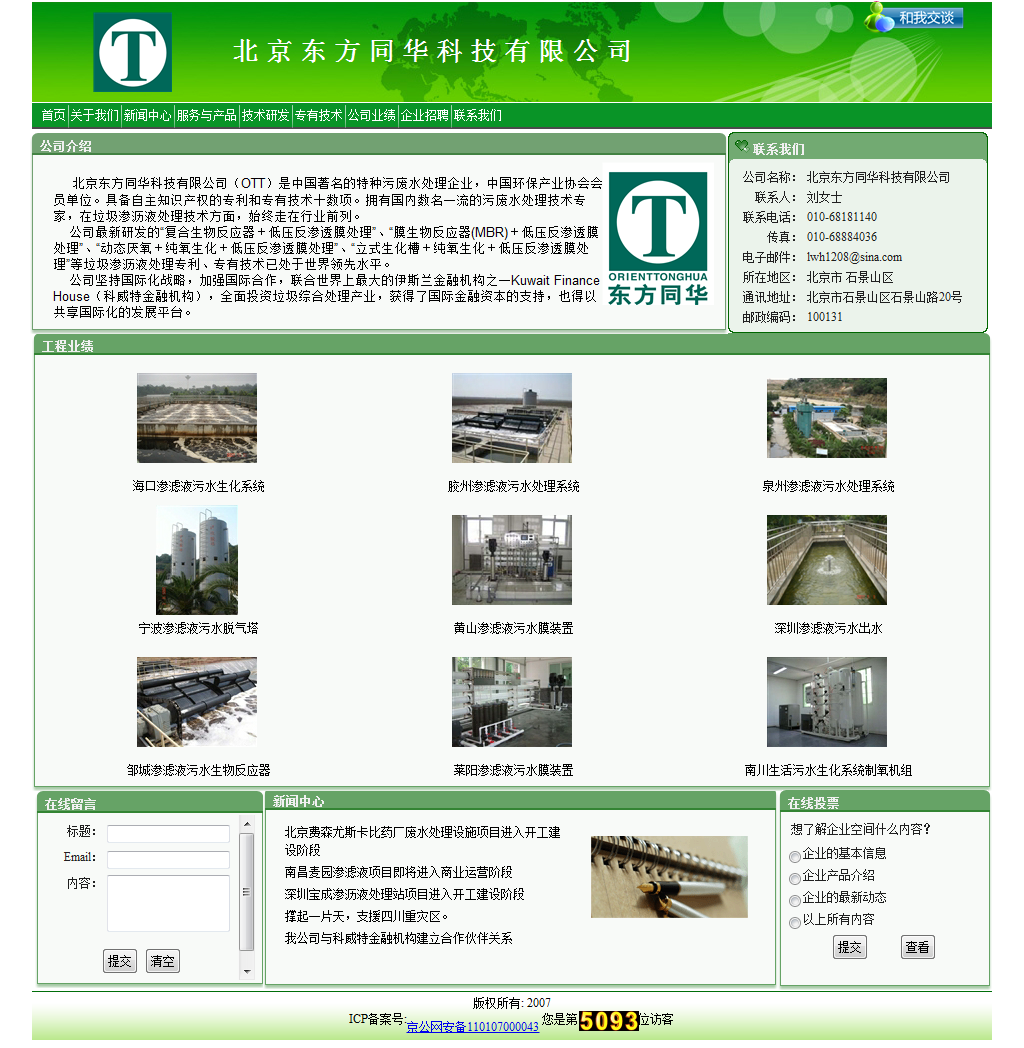 和我交谈
北京东方同华科技有限公司
首页 关于我们 新闻中心 服务与产品 技术研发 专有技术 公司业绩 企业招聘 联系我们
公司介绍
北京东方同华科技有限公司（OTT）是中国著名的特种污废水处理企业，中国环保产业协会会
员单位。具备自主知识产权的专利和专有技术十数项。拥有国内数名一流的污废水处理技术专
家，在垃圾渗沥液处理技术方面，始终走在行业前列。
公司最新研发的“复合生物反应器＋低压反渗透膜处理”、“膜生物反应器(MBR)＋低压反渗透膜
处理”、“动态厌氧＋纯氧生化＋低压反渗透膜处理”、“立式生化槽＋纯氧生化＋低压反渗透膜处
理”等垃圾渗沥液处理专利、专有技术已处于世界领先水平。
公司坚持国际化战略，加强国际合作，联合世界上最大的伊斯兰金融机构之一Kuwait Finance
House（科威特金融机构），全面投资垃圾综合处理产业，获得了国际金融资本的支持，也得以
共享国际化的发展平台。
ORIENTTONGHUA
东方同华
联系我们
公司名称： 北京东方同华科技有限公司
联系人： 刘女士
联系电话： 010-68181140
传真： 010-68884036
电子邮件： lwh1208@sina.com
所在地区： 北京市 石景山区
通讯地址： 北京市石景山区石景山路20号
邮政编码： 100131
工程业绩
海口渗滤液污水生化系统 胶州渗滤液污水处理系统 泉州渗滤液污水处理系统
宁波渗滤液污水脱气塔 黄山渗滤液污水膜装置 深圳渗滤液污水出水
邹城渗滤液污水生物反应器 莱阳渗滤液污水膜装置 南川生活污水生化系统制氧机组
在线留言
标题：
Email：
内容：
提交 清空
新闻中心
北京费森尤斯卡比药厂废水处理设施项目进入开工建
设阶段
南昌麦园渗滤液项目即将进入商业运营阶段
深圳宝成渗沥液处理站项目进入开工建设阶段
撑起一片天，支援四川重灾区。
我公司与科威特金融机构建立合作伙伴关系
在线投票
想了解企业空间什么内容？
企业的基本信息
企业产品介绍
企业的最新动态
以上所有内容
提交 查看
版权所有: 2007
ICP备案号: 京公网安备110107000043 您是第5093位访客